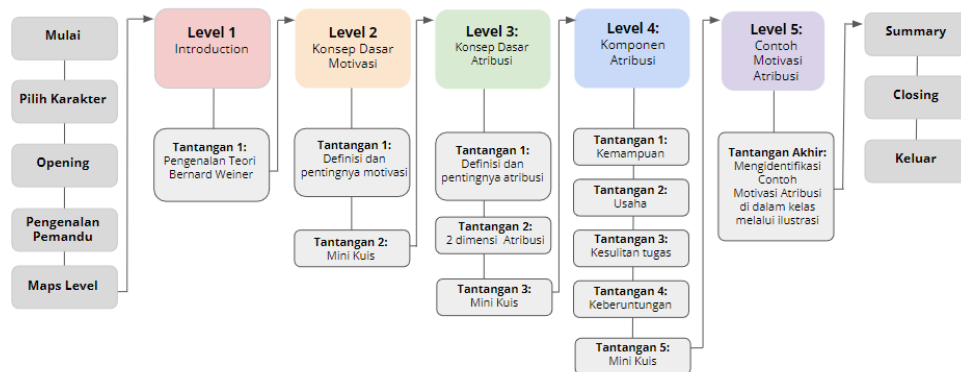 Mulai
Pilih Karakter
Opening
Pengenalan
Pemandu
Maps Level
Level 1
Introduction
Tantangan 1:
Pengenalan Teori
Bernard Weiner
Level 2
Konsep Dasar
Motivasi
Tantangan 1:
Definisi dan
pentingnya motivasi
Tantangan 2:
Mini Kuis
Level 3:
Konsep Dasar
Atribusi
Tantangan 1:
Definisi dan
pentingnya atribusi
Tantangan 2:
2 dimensi Atribusi
Tantangan 3:
Mini Kuis
Level 4:
Komponen
Atribusi
Tantangan 1:
Kemampuan
Tantangan 2:
Usaha
Tantangan 3:
Kesulitan tugas
Tantangan 4:
Keberuntungan
Tantangan 5:
Mini Kuis
Level 5:
Contoh
Motivasi
Atribusi
Tantangan Akhir:
Mengidentifikasi
Contoh
Motivasi Atribusi
di dalam kelas
melalui ilustrasi
Summary
Closing
Keluar